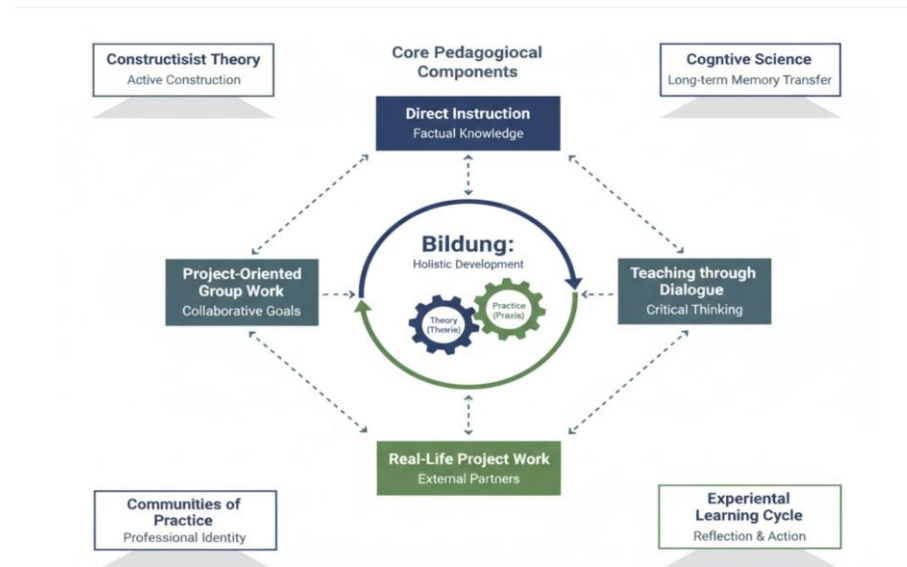 Constructisist Theory
Active Construction
Core Pedagogiocal
Components
Cogntive Science
Long-term Memory Transfer
Direct Instruction
Factual Knowledge
Bildung:
Holistic Development
Project-Oriented
Group Work
Collaborative Goals
Teaching through
Dialogue
Critical Thinking
Theory
(Theirie)
Practice
(Praxis)
Real-Life Project Work
External Partners
Communities of
Practice
Professional Identity
Experiental
Learning Cycle
Reflection & Action